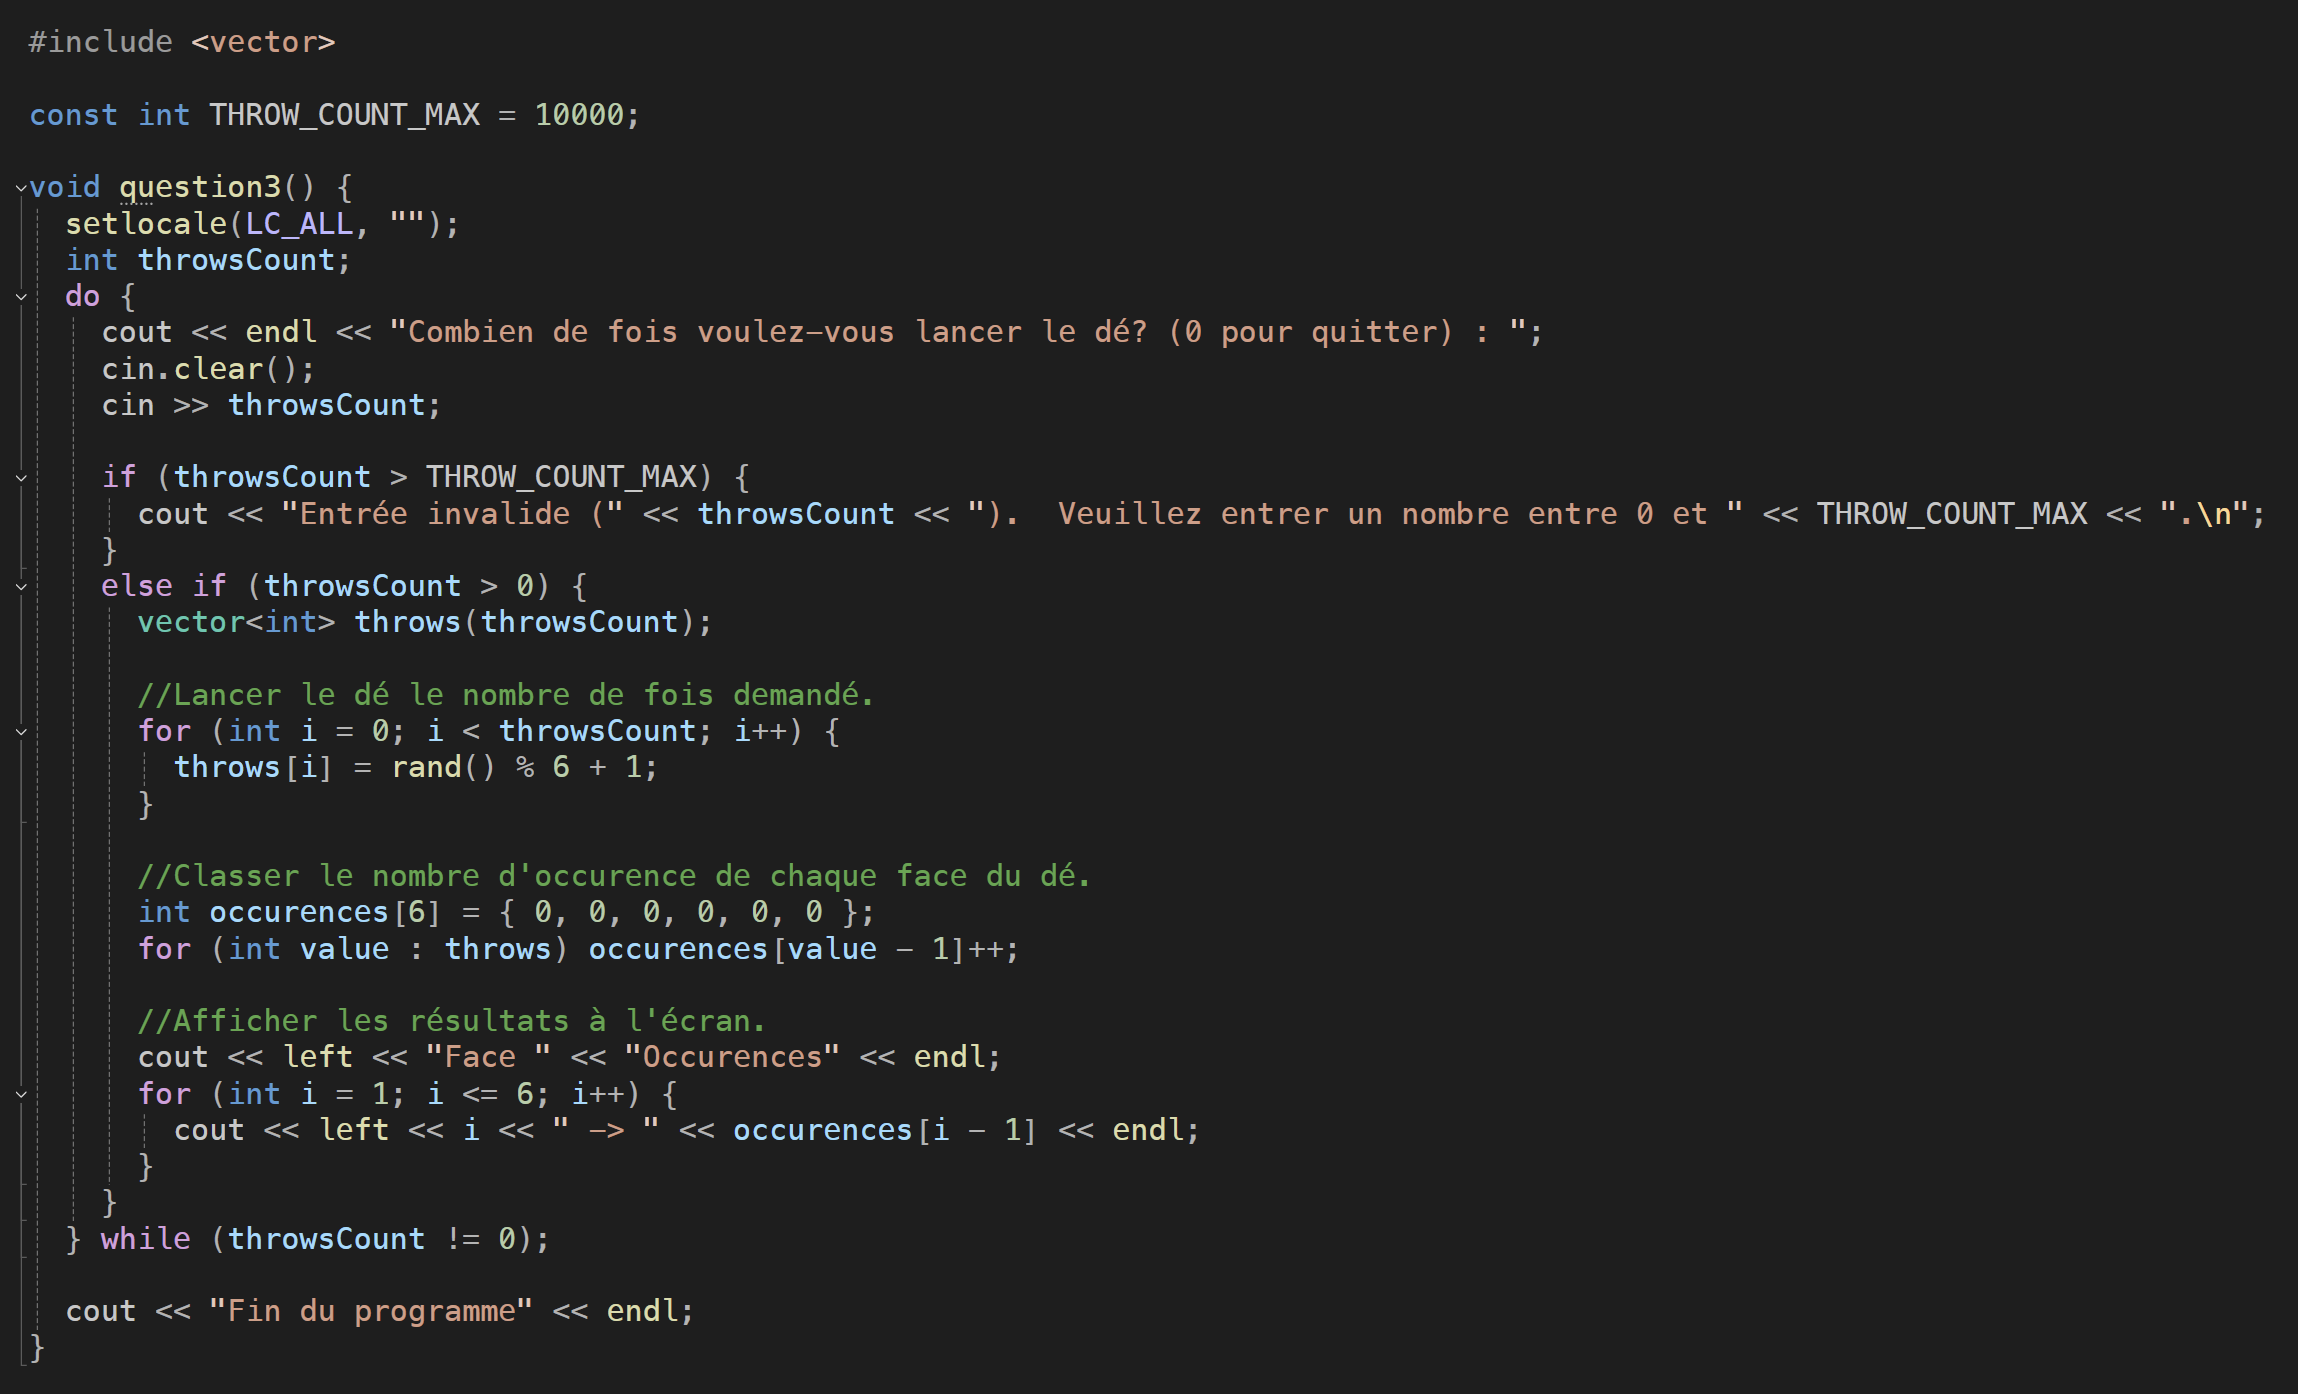 #include <vector>
const int THROW_COUNT_MAX = 10000;
void question3() {
setlocale(LC_ALL, "");
int throwsCount;
do {
cout << endl << "Combien de fois voulez-vous lancer le dé? (0 pour quitter) : ";
cin.clear();
cin >> throwsCount;
if (throwsCount > THROW_COUNT_MAX) {
cout << "Entrée invalide (" << throwsCount << ").  Veuillez entrer un nombre entre 0 et " << THROW_COUNT_MAX << ".\n";
}
else if (throwsCount > 0) {
vector<int> throws(throwsCount);
//Lancer le dé le nombre de fois demandé.
for (int i = 0; i < throwsCount; i++) {
throws[i] = rand() % 6 + 1;
}
//Classer le nombre d'occurence de chaque face du dé.
int occurences[6] = { 0, 0, 0, 0, 0, 0 };
for (int value : throws) occurences[value - 1]++;
//Afficher les résultats à l'écran.
cout << left << "Face " << "Occurences" << endl;
for (int i = 1; i <= 6; i++) {
cout << left << i << " -> " << occurences[i - 1] << endl;
}
}
} while (throwsCount != 0);
cout << "Fin du programme" << endl;
}